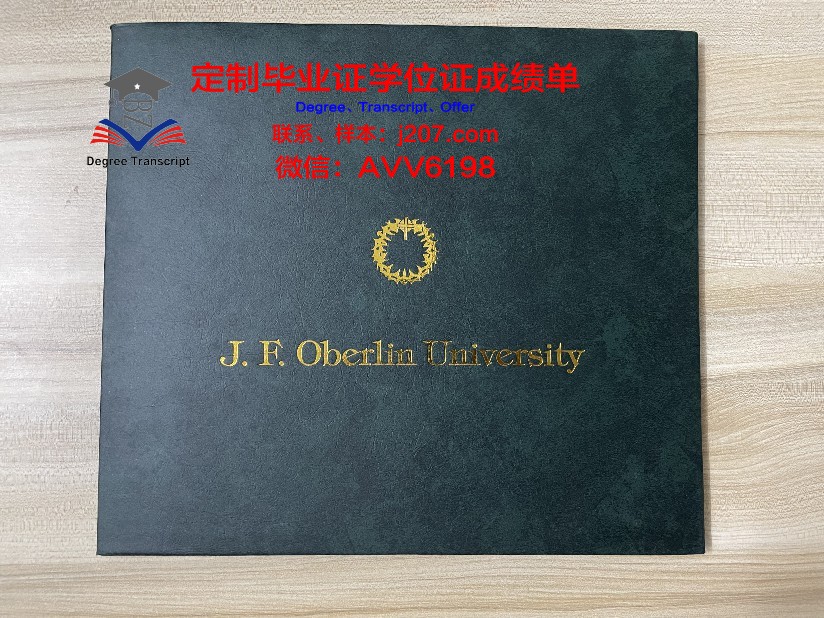 定制毕业证学位证成绩单
Degree、Transcript、Offer
联系、样本：j207.com
微信：AVV6198
Degree Transcript
J. F. Oberlin University